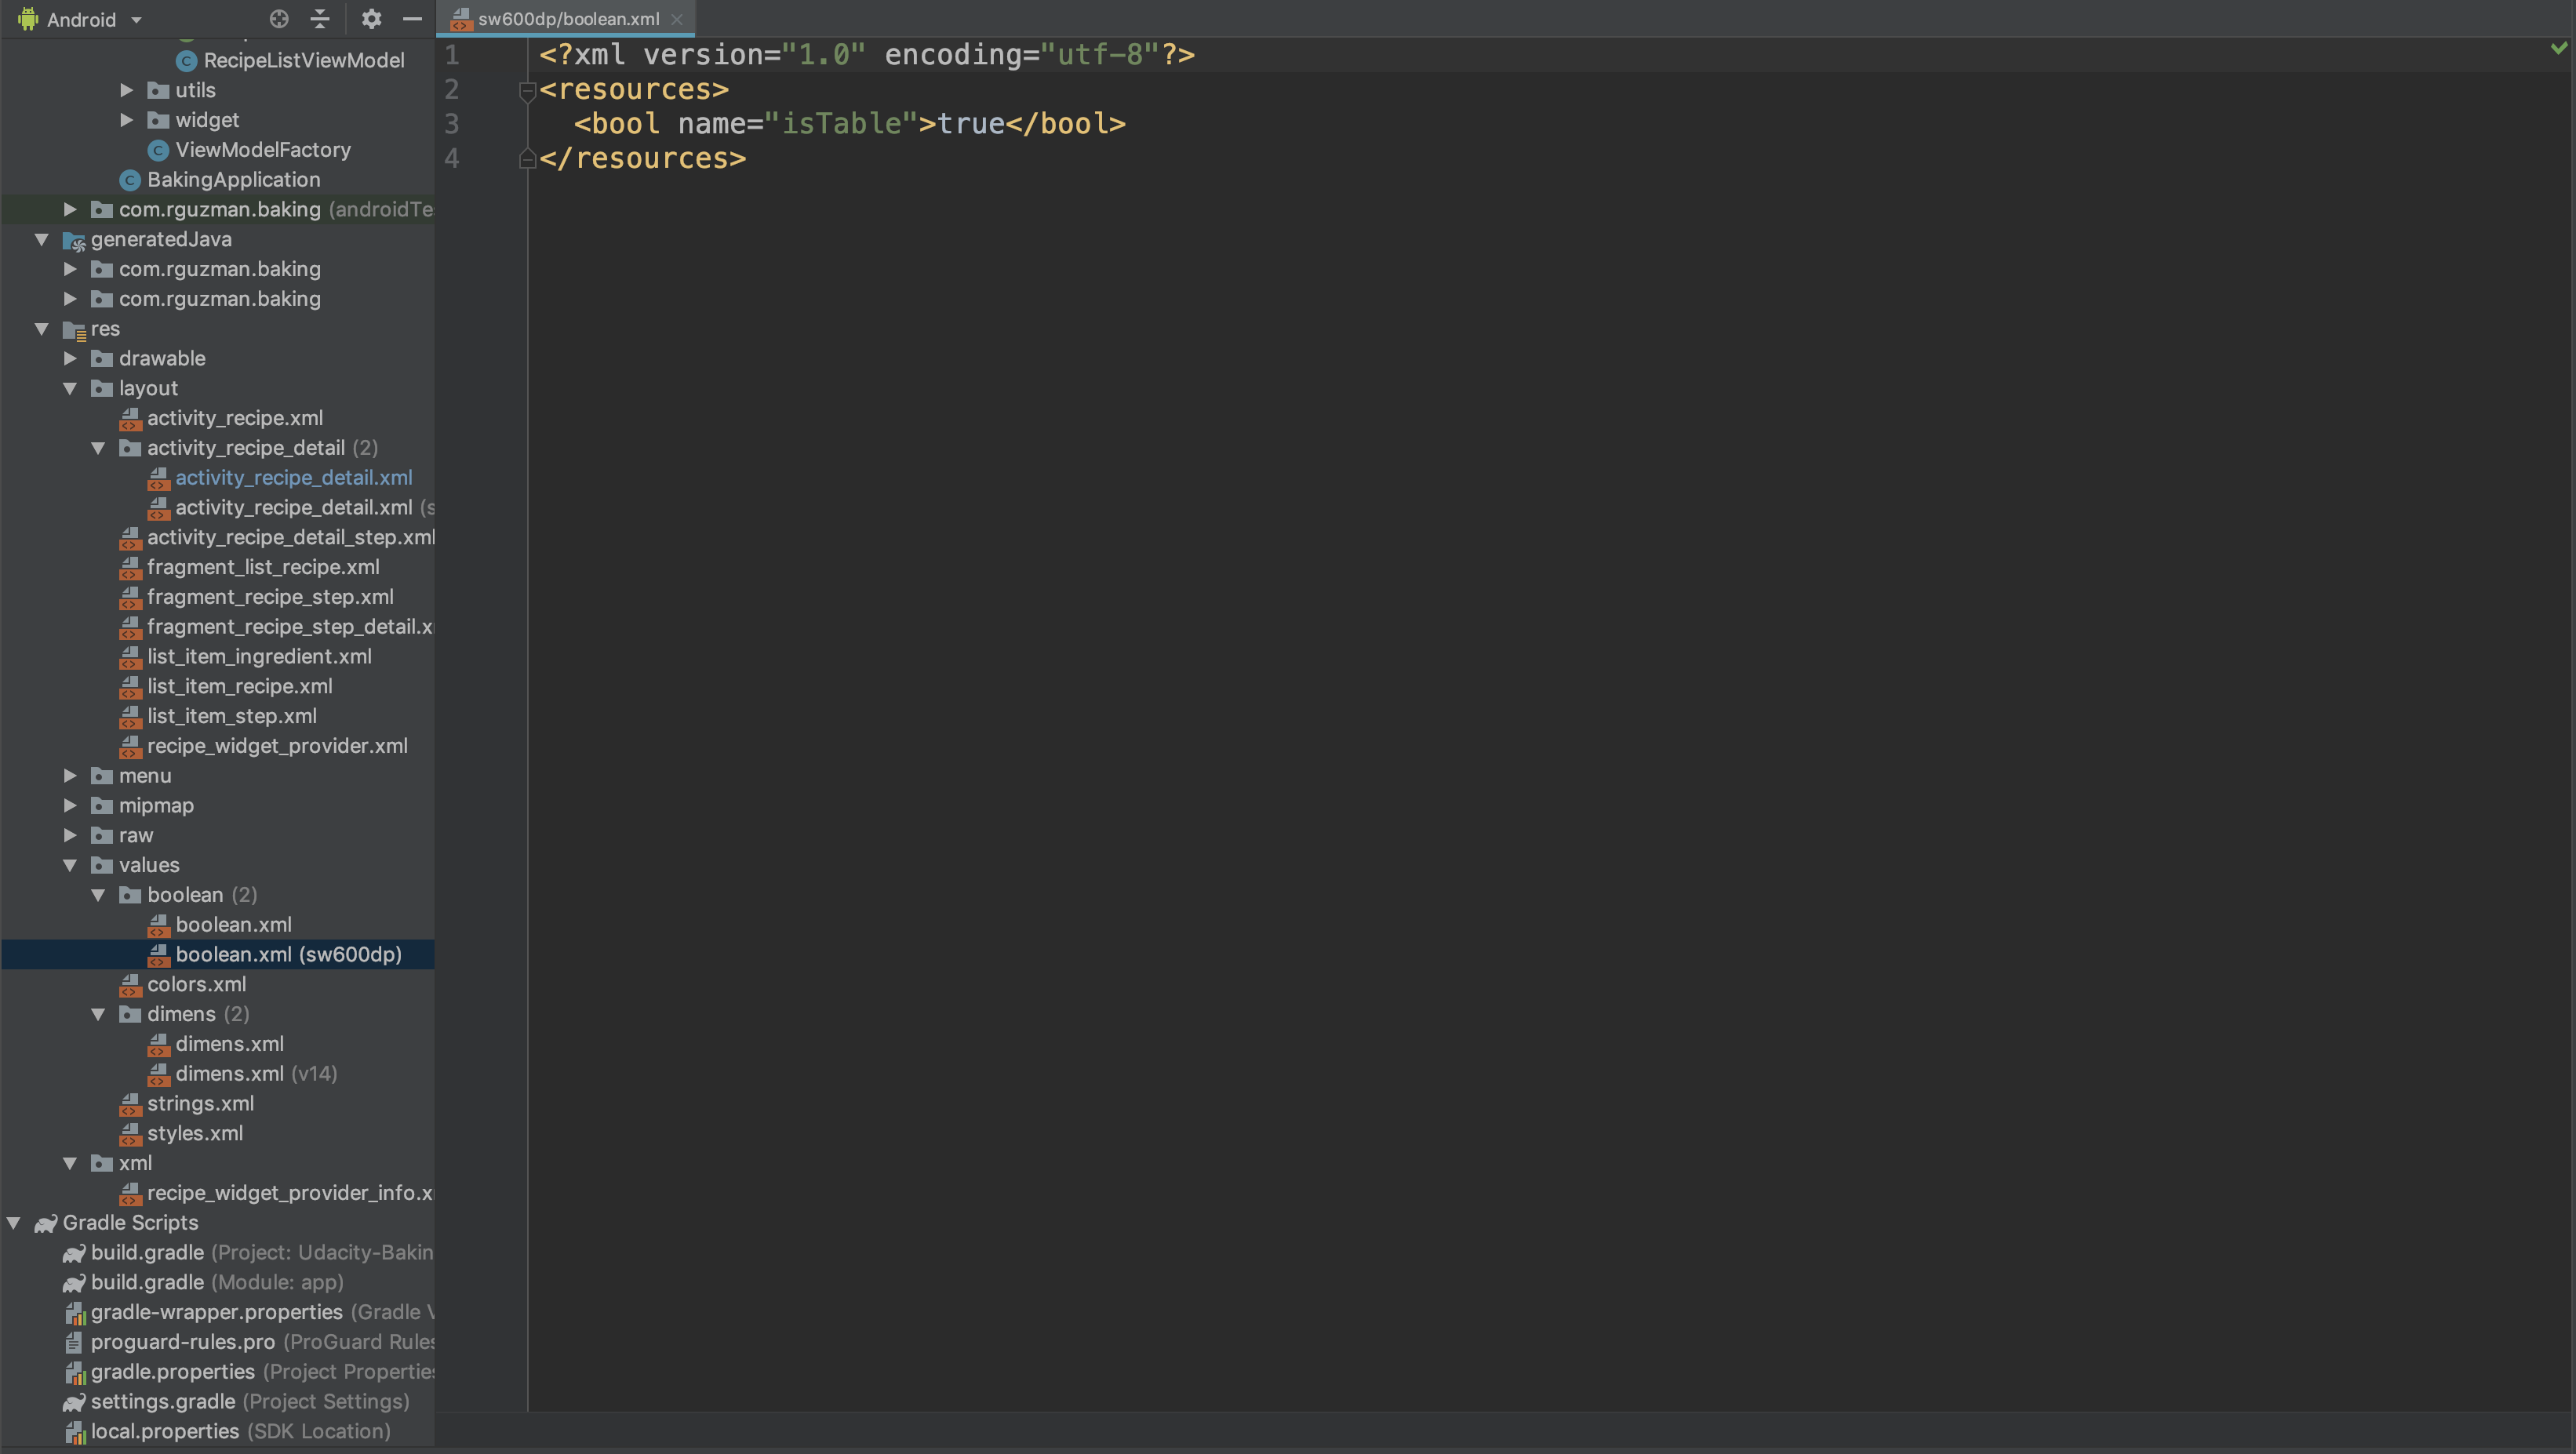 Android
RecipeListViewModel
utils
widget
ViewModelFactory
BakingApplication
com.rguzman.baking (androidTe
generatedJava
com.rguzman.baking
com.rguzman.baking
res
drawable
layout
activity_recipe.xml
activity_recipe_detail (2)
activity_recipe_detail.xml
activity_recipe_detail.xml (s
activity_recipe_detail_step.xml
fragment_list_recipe.xml
fragment_recipe_step.xml
fragment_recipe_step_detail.x
list_item_ingredient.xml
list_item_recipe.xml
list_item_step.xml
recipe_widget_provider.xml
menu
mipmap
raw
values
boolean (2)
boolean.xml
boolean.xml (sw600dp)
colors.xml
dimens (2)
dimens.xml
dimens.xml (v14)
strings.xml
styles.xml
xml
recipe_widget_provider_info.x
Gradle Scripts
build.gradle (Project: Udacity-Bakin
build.gradle (Module: app)
gradle-wrapper.properties (Gradle V
proguard-rules.pro (ProGuard Rules
gradle.properties (Project Properties
settings.gradle (Project Settings)
local.properties (SDK Location)
sw600dp/boolean.xml
1 <?xml version="1.0" encoding="utf-8"?>
2 <resources>
3 <bool name="isTable">true</bool>
4 </resources>